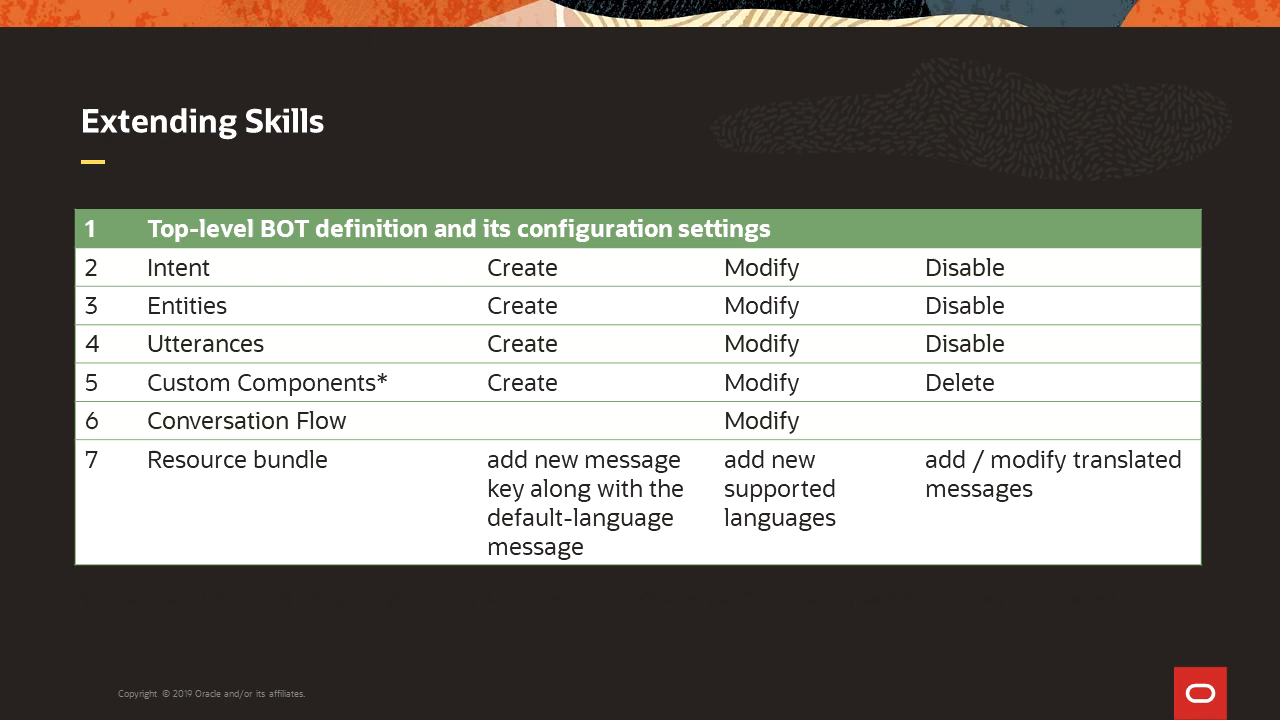 Extending Skills
1 Top-level BOT definition and its configuration settings
2 Intent Create Modify Disable
3 Entities Create Modify Disable
4 Utterances Create Modify Disable
5 Custom Components* Create Modify Delete
6 Conversation Flow Modify
7 Resource bundle add new message add new add / modify translated
key along with the supported messages
default-language languages
message
Copyright © 2019 Oracle and/or its affiliates.